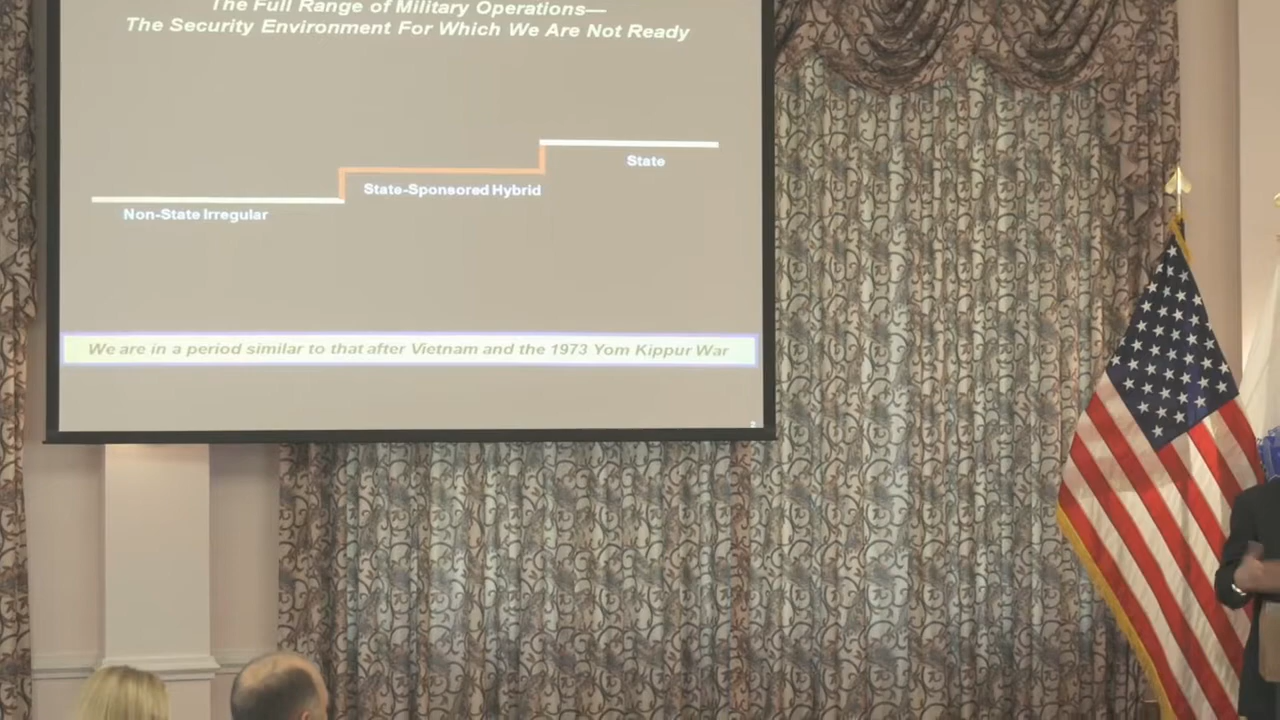 The Full Range of Military Operations—
The Security Environment For Which We Are Not Ready
State
State-Sponsored Hybrid
Non-State Irregular
We are in a period similar to that after Vietnam and the 1973 Yom Kippur War
2